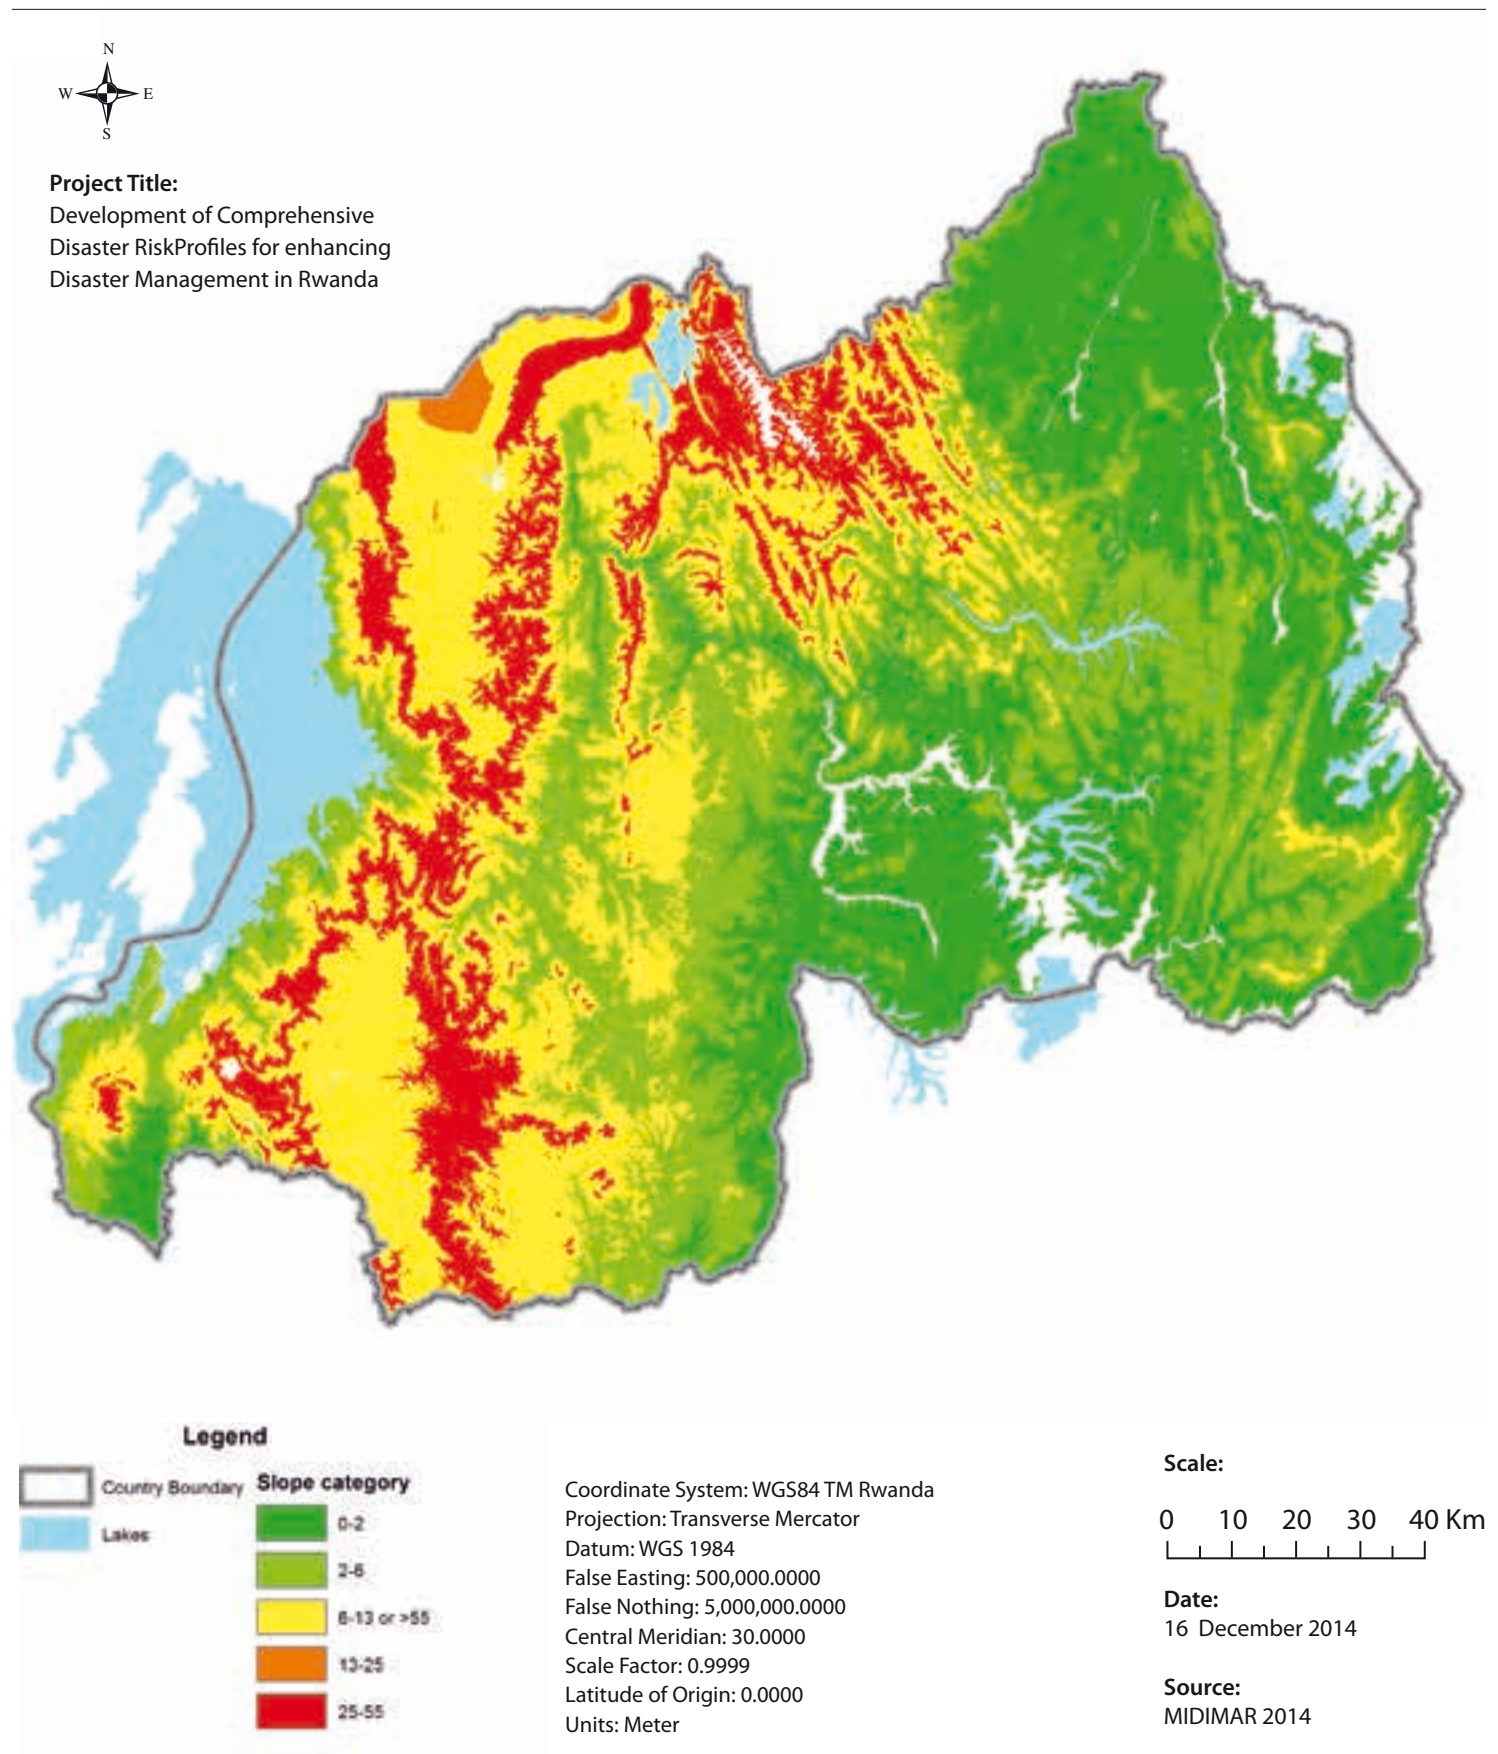 N
W E
S
Project Title:
Development of Comprehensive
Disaster RiskProfiles for enhancing
Disaster Management in Rwanda
Legend
Country Boundary
Lakes
Slope category
0-2
2-6
6-13 or >55
13-25
25-55
Coordinate System: WGS84 TM Rwanda
Projection: Transverse Mercator
Datum: WGS 1984
False Easting: 500,000.0000
False Nothing: 5,000,000.0000
Central Meridian: 30.0000
Scale Factor: 0.9999
Latitude of Origin: 0.0000
Units: Meter
Scale:
0 10 20 30 40 Km
Date:
16 December 2014
Source:
MIDIMAR 2014